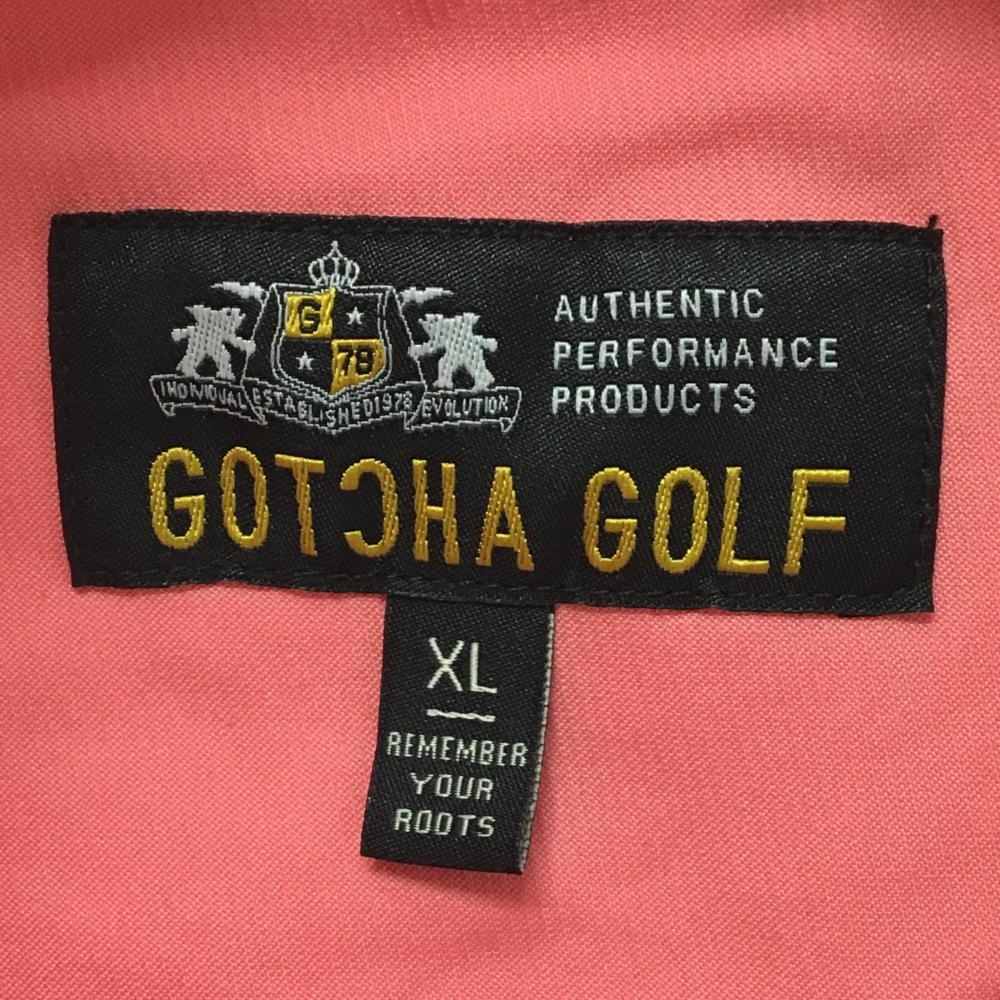 G
78
INDIVIDUAL ESTABLISHED 1978 EVOLUTION
AUTHENTIC
PERFORMANCE
PRODUCTS
GOTCHA GOLF
XL
REMEMBER
YOUR
ROOTS